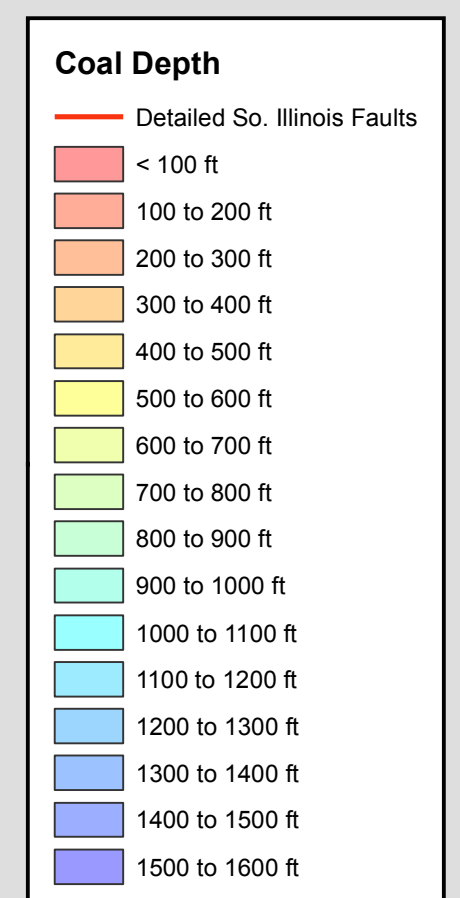 Coal Depth
Detailed So. Illinois Faults
< 100 ft
100 to 200 ft
200 to 300 ft
300 to 400 ft
400 to 500 ft
500 to 600 ft
600 to 700 ft
700 to 800 ft
800 to 900 ft
900 to 1000 ft
1000 to 1100 ft
1100 to 1200 ft
1200 to 1300 ft
1300 to 1400 ft
1400 to 1500 ft
1500 to 1600 ft